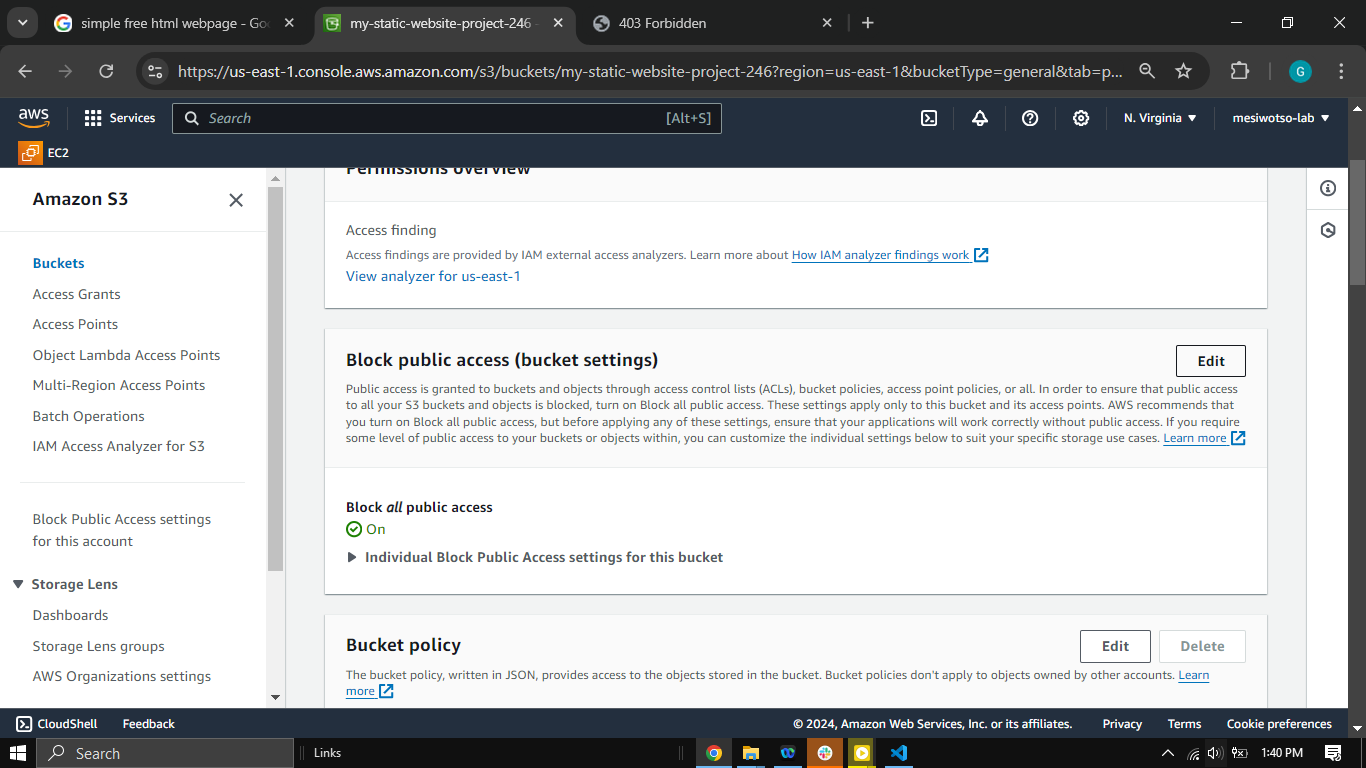 simple free html webpage - Goo
my-static-website-project-246 -
403 Forbidden
https://us-east-1.console.aws.amazon.com/s3/buckets/my-static-website-project-246?region=us-east-1&bucketType=general&tab=p...
G
aws
Services
Search
[Alt+S]
N. Virginia
mesiwotso-lab
EC2
Amazon S3
Buckets
Access Grants
Access Points
Object Lambda Access Points
Multi-Region Access Points
Batch Operations
IAM Access Analyzer for S3
Block Public Access settings
for this account
Storage Lens
Dashboards
Storage Lens groups
AWS Organizations settings
Permissions overview
Access finding
Access findings are provided by IAM external access analyzers. Learn more about How IAM analyzer findings work
View analyzer for us-east-1
Block public access (bucket settings)
Edit
Public access is granted to buckets and objects through access control lists (ACLs), bucket policies, access point policies, or all. In order to ensure that public access
to all your S3 buckets and objects is blocked, turn on Block all public access. These settings apply only to this bucket and its access points. AWS recommends that
you turn on Block all public access, but before applying any of these settings, ensure that your applications will work correctly without public access. If you require
some level of public access to your buckets or objects within, you can customize the individual settings below to suit your specific storage use cases. Learn more
Block all public access
On
Individual Block Public Access settings for this bucket
Bucket policy
Edit
Delete
The bucket policy, written in JSON, provides access to the objects stored in the bucket. Bucket policies don't apply to objects owned by other accounts. Learn
more
CloudShell
Feedback
© 2024, Amazon Web Services, Inc. or its affiliates.
Privacy
Terms
Cookie preferences
Search
Links
1:40 PM